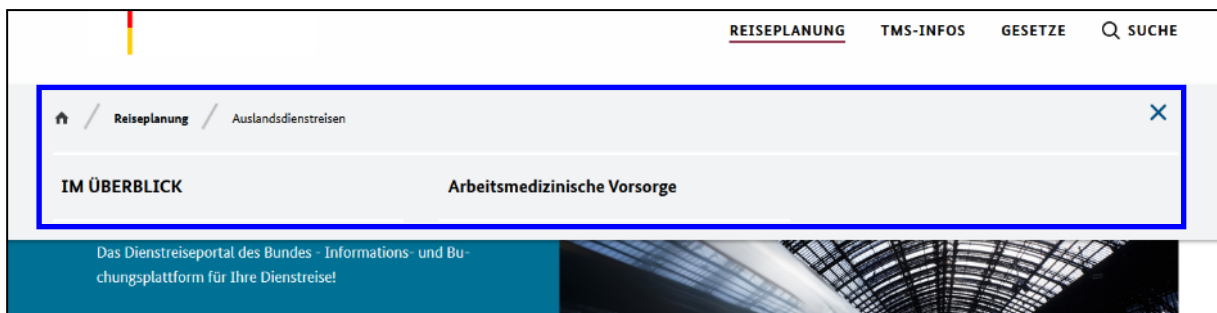 REISEPLANUNG TMS-INFOS GESETZE SUCHE
Reiseplanung Auslandsdienstreisen
IM ÜBERBLICK Arbeitsmedizinische Vorsorge
Das Dienstreiseportal des Bundes - Informations- und Bu-
chungsplattform für Ihre Dienstreise!